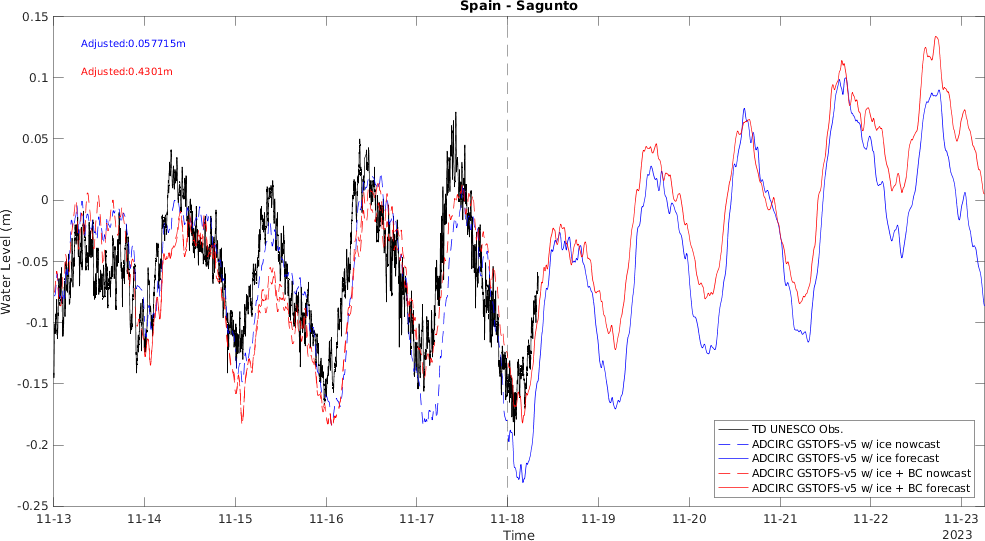 Spain - Sagunto
Adjusted:0.057715m
Adjusted:0.4301m
Water Level (m)
0.15
0.1
0.05
0
-0.05
-0.1
-0.15
-0.2
-0.25
TD UNESCO Obs.
ADCIRC GSTOFS-v5 w/ ice nowcast
ADCIRC GSTOFS-v5 w/ ice forecast
ADCIRC GSTOFS-v5 w/ ice + BC nowcast
ADCIRC GSTOFS-v5 w/ ice + BC forecast
11-13 11-14 11-15 11-16 11-17 11-18 11-19 11-20 11-21 11-22 11-23
Time
2023